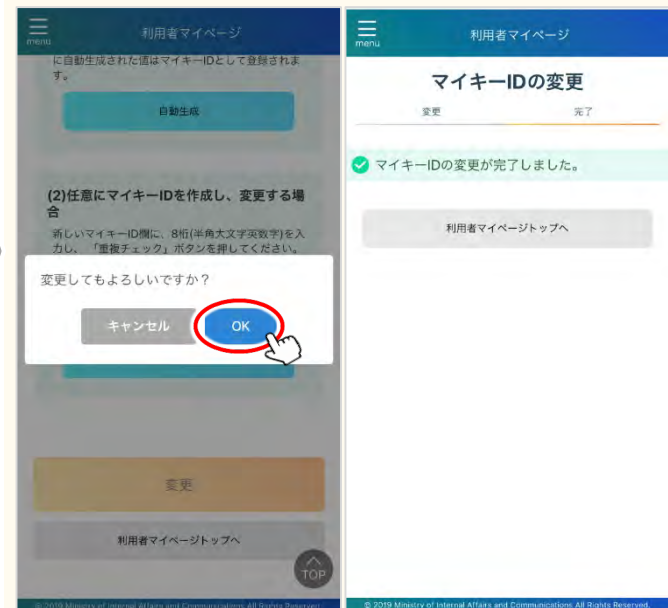 menu
利用者マイページ
に自動生成された値はマイキーIDとして登録されま
す。
自動生成
(2)任意にマイキーIDを作成し、変更する場
合
新しいマイキーID欄に、8桁(半角大文字英数字)を入
力し、「重複チェック」ボタンを押してください。
変更してもよろしいですか？
キャンセル
OK
変更
利用者マイページトップへ
TOP
© 2019 Ministry of Internal Affairs and Communications All Rights Reserved.
menu
利用者マイページ
マイキーIDの変更
変更
完了
マイキーIDの変更が完了しました。
利用者マイページトップへ
© 2019 Ministry of Internal Affairs and Communications All Rights Reserved.